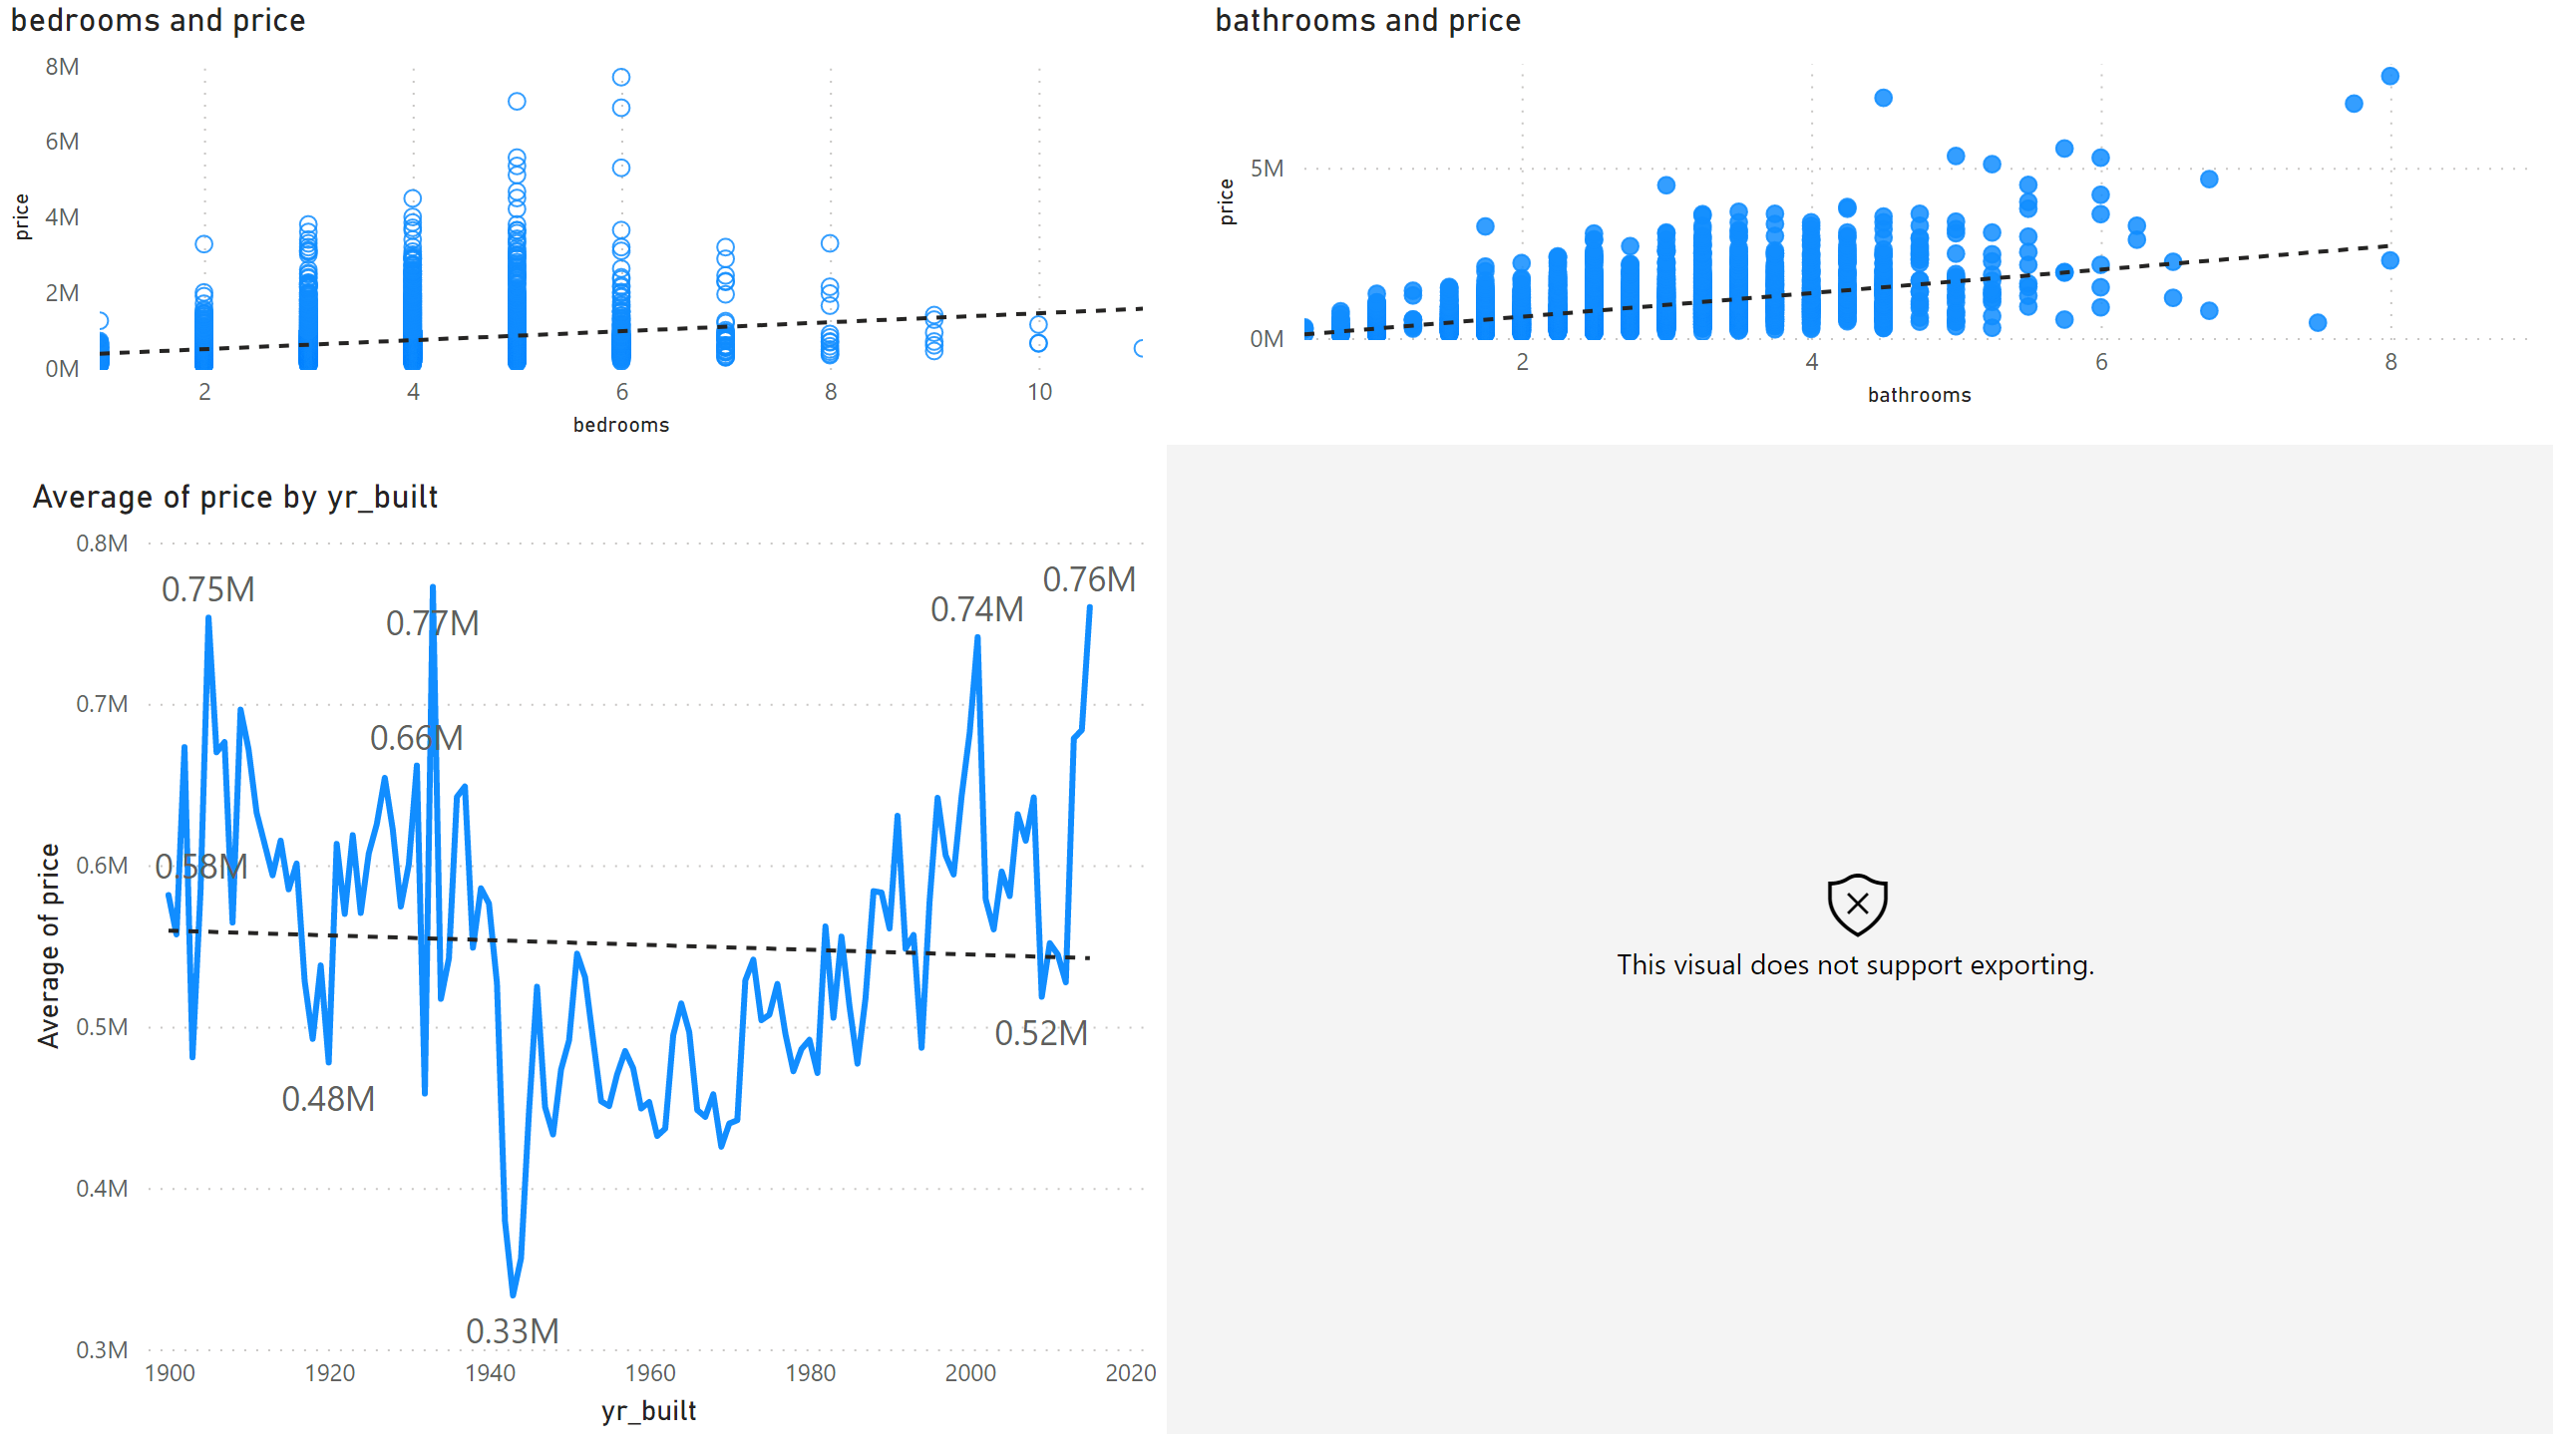 bedrooms and price
8M
6M
4M
2M
0M
price
2 4 6 8 10
bedrooms
bathrooms and price
5M
0M
price
2 4 6 8
bathrooms
Average of price by yr_built
0.8M
0.7M
0.6M
0.5M
0.4M
0.3M
Average of price
0.75M
0.77M
0.74M
0.76M
0.66M
0.58M
0.52M
0.48M
0.33M
1900 1920 1940 1960 1980 2000 2020
yr_built
This visual does not support exporting.